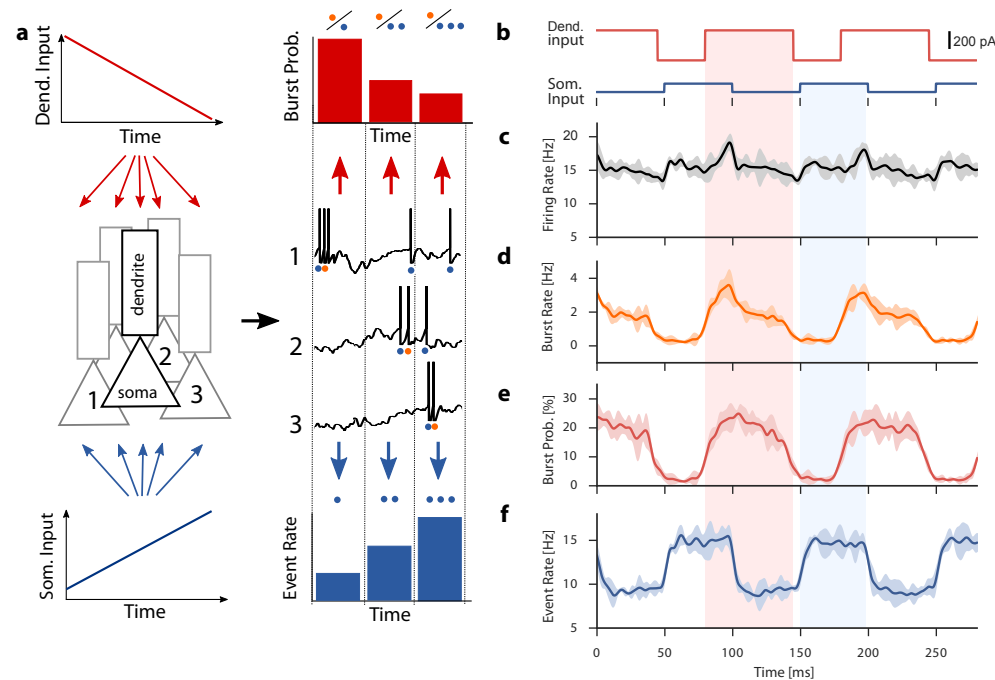 a
Dend. Input
Time
dendrite
soma
1
2
3
Som. Input
Time
Burst Prob.
Time
1
2
3
Event Rate
Time
b
Dend.
input
200 pA
Som.
Input
c
Firing Rate [Hz]
20
15
10
5
d
Burst Rate [Hz]
4
2
0
e
Burst Prob. [%]
30
20
10
0
f
Event Rate [Hz]
15
10
5
0 50 100 150 200 250
Time [ms]